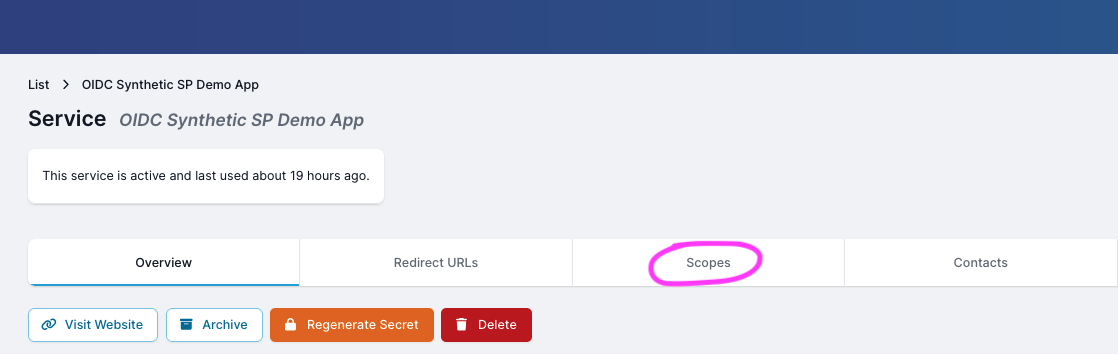 List > OIDC Synthetic SP Demo App
Service OIDC Synthetic SP Demo App
This service is active and last used about 19 hours ago.
Overview Redirect URLs Scopes Contacts
Visit Website Archive Regenerate Secret Delete